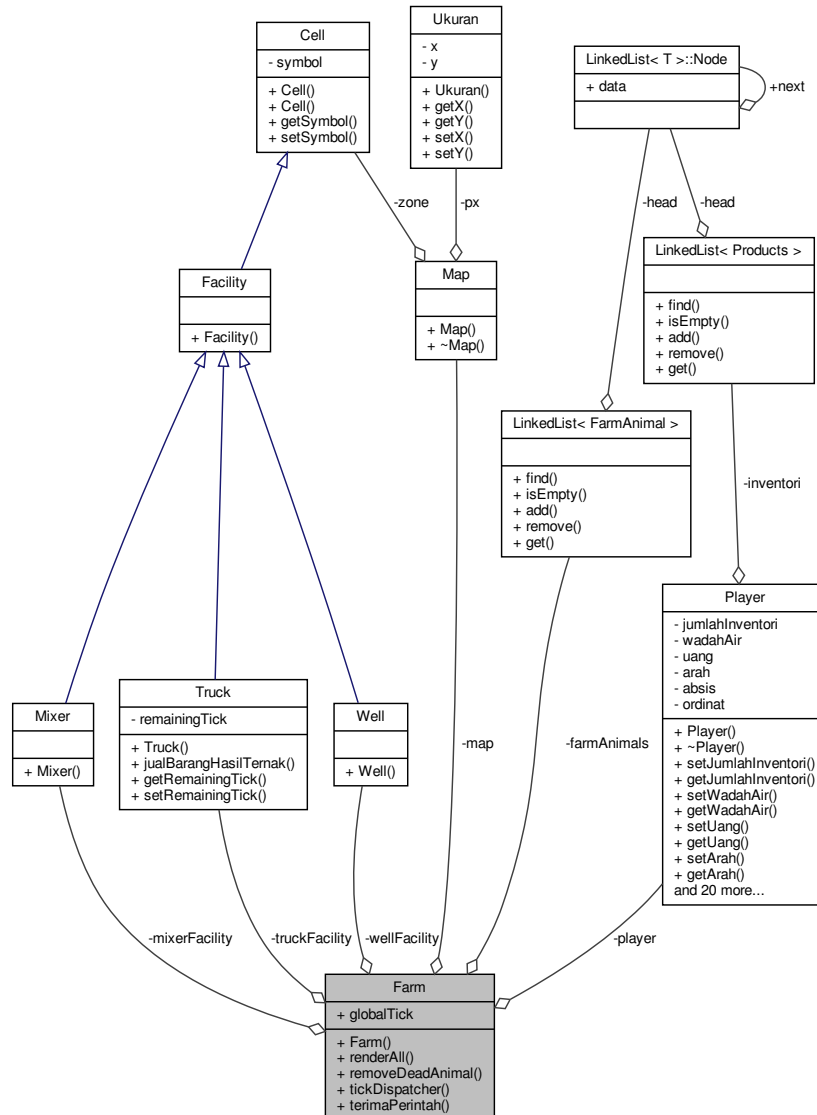 Cell
- symbol
+ Cell()
+ Cell()
+ getSymbol()
+ setSymbol()
Ukuran
- x
- y
+ Ukuran()
+ getX()
+ getY()
+ setX()
+ setY()
LinkedList< T >::Node
+ data
+next
-zone
-px
-head
-head
Facility
+ Facility()
Map
+ Map()
+ ~Map()
LinkedList< Products >
+ find()
+ isEmpty()
+ add()
+ remove()
+ get()
LinkedList< FarmAnimal >
+ find()
+ isEmpty()
+ add()
+ remove()
+ get()
-inventori
Mixer
+ Mixer()
Truck
- remainingTick
+ Truck()
+ jualBarangHasilTernak()
+ getRemainingTick()
+ setRemainingTick()
Well
+ Well()
-map
-farmAnimals
Player
- jumlahInventori
- wadahAir
- uang
- arah
- absis
- ordinat
+ Player()
+ ~Player()
+ setJumlahInventori()
+ getJumlahInventori()
+ setWadahAir()
+ getWadahAir()
+ setUang()
+ getUang()
+ setArah()
+ getArah()
and 20 more...
-mixerFacility
-truckFacility
-wellFacility
-player
Farm
+ globalTick
+ Farm()
+ renderAll()
+ removeDeadAnimal()
+ tickDispatcher()
+ terimaPerintah()